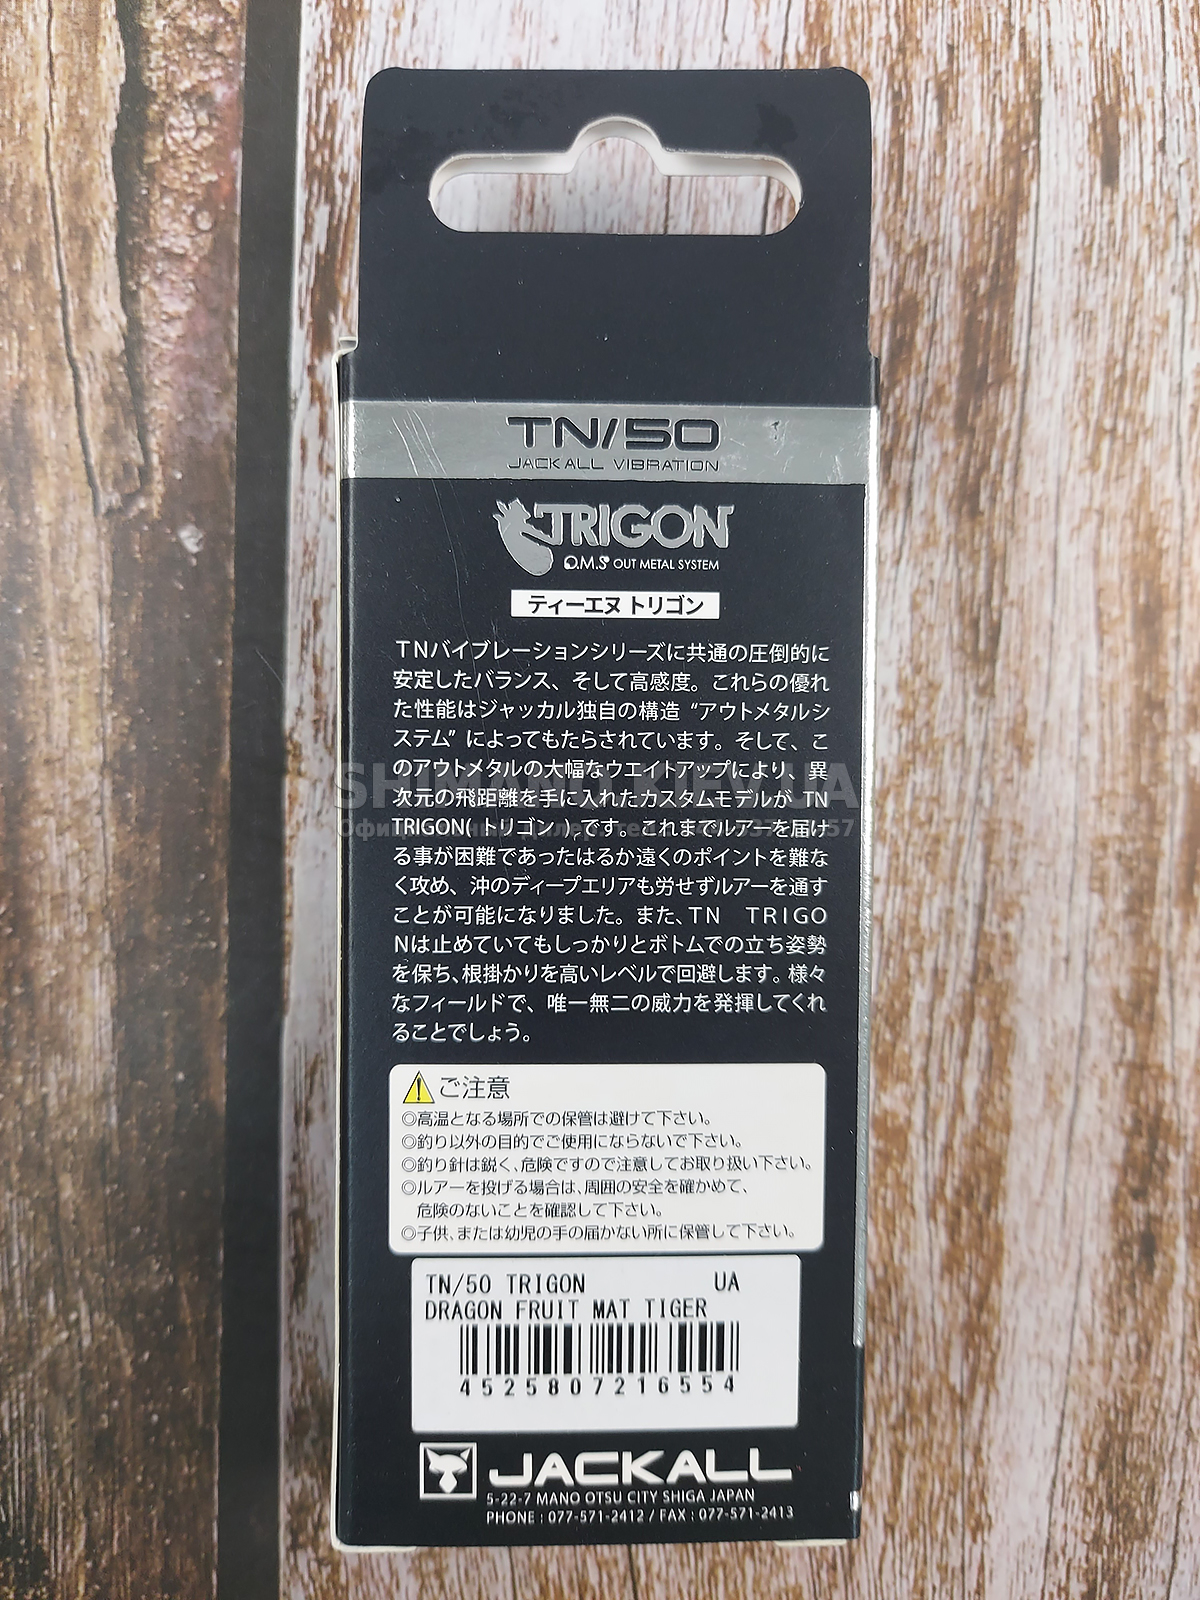 TN/50
JACKALL VIBRATION
TRIGON
O.M.S OUT METAL SYSTEM
ティーエヌ トリゴン
TNバイブレーションシリーズに共通の圧倒的に
安定したバランス、そして高感度。これらの優れ
た性能はジャッカル独自の構造 “アウトメタルシ
ステム” によってもたらされています。そして、こ
のアウトメタルの大幅なウエイトアップにより、異
次元の飛距離を手に入れたカスタムモデルが、TN
TRIGON( トリゴン ) です。これまでルアーを届け
る事が困難であったはるか遠くのポイントを難な
く攻め、沖のディープエリアも労せずルアーを通す
ことが可能になりました。また、TN TRIGO
Nは止めていてもしっかりとボトムでの立ち姿勢
を保ち、根掛かりを高いレベルで回避します。様々
なフィールドで、唯一無二の威力を発揮してくれ
ることでしょう。
SHIMANO.KIEV.UA
ご注意
◎高温となる場所での保管は避けて下さい。
◎釣り以外の目的でご使用にならないで下さい。
◎釣り針は鋭く、危険ですので注意してお取り扱い下さい。
◎ルアーを投げる場合は、周囲の安全を確かめて、
危険のないことを確認して下さい。
◎子供、または幼児の手の届かない所に保管して下さい。
TN/50 TRIGON UA
DRAGON FRUIT MAT TIGER
4525807216554
JACKALL
5-22-7 MANO OTSU CITY SHIGA JAPAN
PHONE : 077-571-2412 / FAX : 077-571-2413